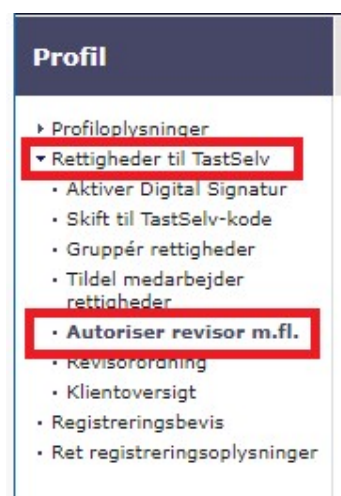 Profil
Profiloplysninger
Rettigheder til TastSelv
Aktiver Digital Signatur
Skift til TastSelv-kode
Gruppér rettigheder
Tildel medarbejder
rettigheder
Autoriser revisor m.fl.
Revisorordning
Klientoversigt
Registreringsbevis
Ret registreringsoplysninger